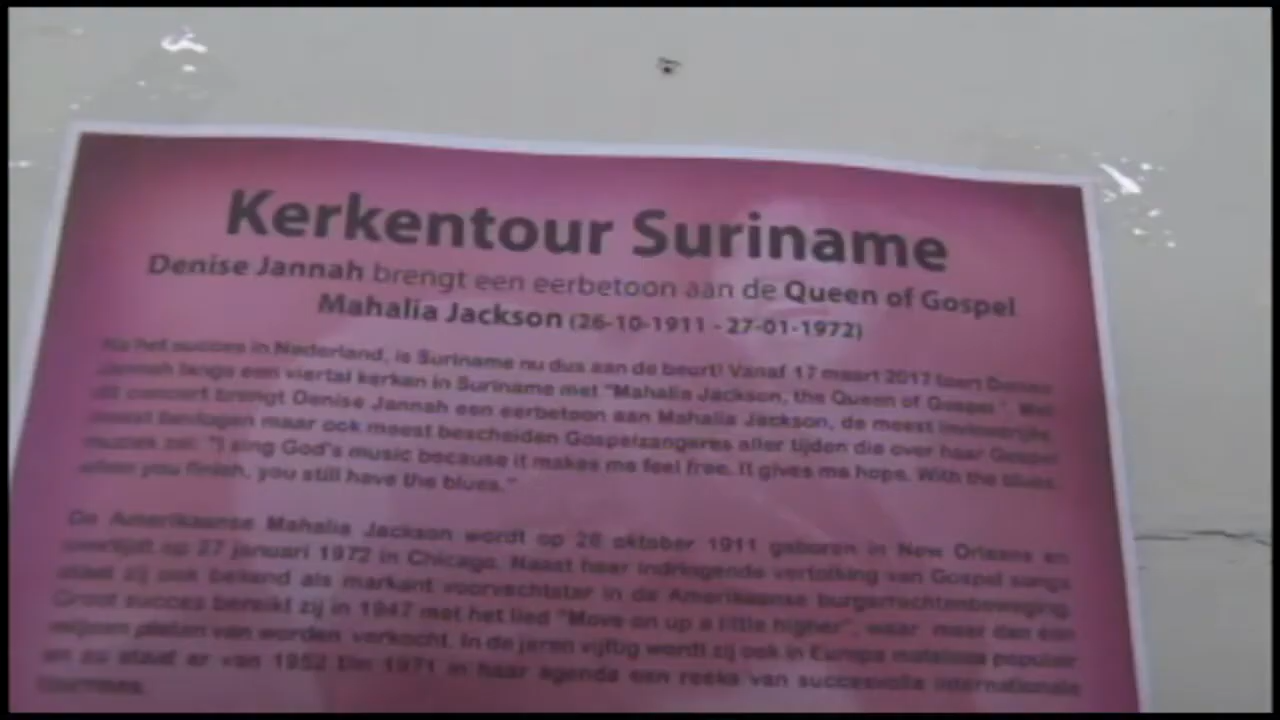 Kerkentour Suriname
Denise Jannah brengt een eerbetoon aan de Queen of Gospel
Mahalia Jackson (26-10-1911 - 27-01-1972)
Na het succes in Nederland, is Suriname nu dus aan de beurt! Vanaf 17 maart 2017 toert Denise
Jannah langs een viertal kerken in Suriname met "Mahalia Jackson, the Queen of Gospel". Met
dit concert brengt Denise Jannah een eerbetoon aan Mahalia Jackson, de meest
meest bevlogen maar ook meest bescheiden Gospelzangeres aller tijden die over haar Gospel
muziek zei: "I sing God's music because it makes me feel free. It gives me hope. With the blues,
when you finish, you still have the blues."
De Amerikaanse Mahalia Jackson wordt op 26 oktober 1911 geboren in New Orleans en
overlijdt op 27 januari 1972 in Chicago. Naast haar indringende vertolking van Gospel songs
staat zij ook bekend als markant voorvechtster in de Amerikaanse burgerrechtenbeweging.
Groot succes bereikt zij in 1947 met het lied "Move on up a little higher", waar meer dan een
miljoen platen van worden verkocht. In de jaren vijftig wordt zij ook in Europa mateloos populair
en zo staat er van 1952 t/m 1971 in haar agenda een reeks van succesvolle internationale
tournees.